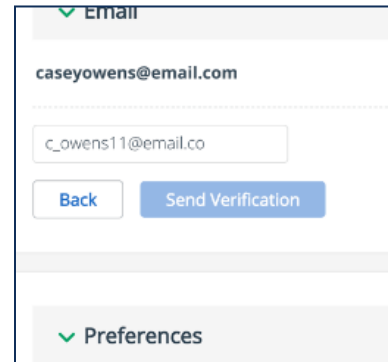 Email
caseyowens@email.com
c_owens11@email.co
Back Send Verification
Preferences